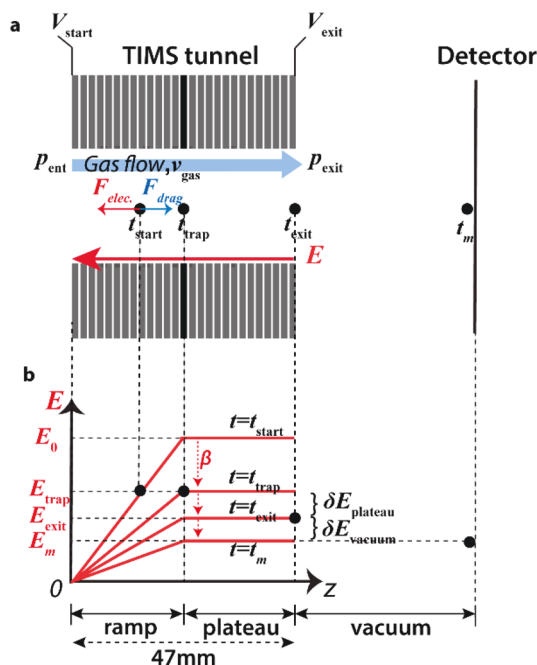 a
V_start
V_exit
TIMS tunnel
Detector
p_ent
Gas flow, v_gas
p_exit
F_elec.
F_drag
t_start
t_trap
t_exit
t_m
E
b
E
E_0
t=t_start
β
E_trap
t=t_trap
δE_plateau
E_exit
t=t_exit
δE_vacuum
E_m
t=t_m
0
z
ramp
plateau
vacuum
47mm